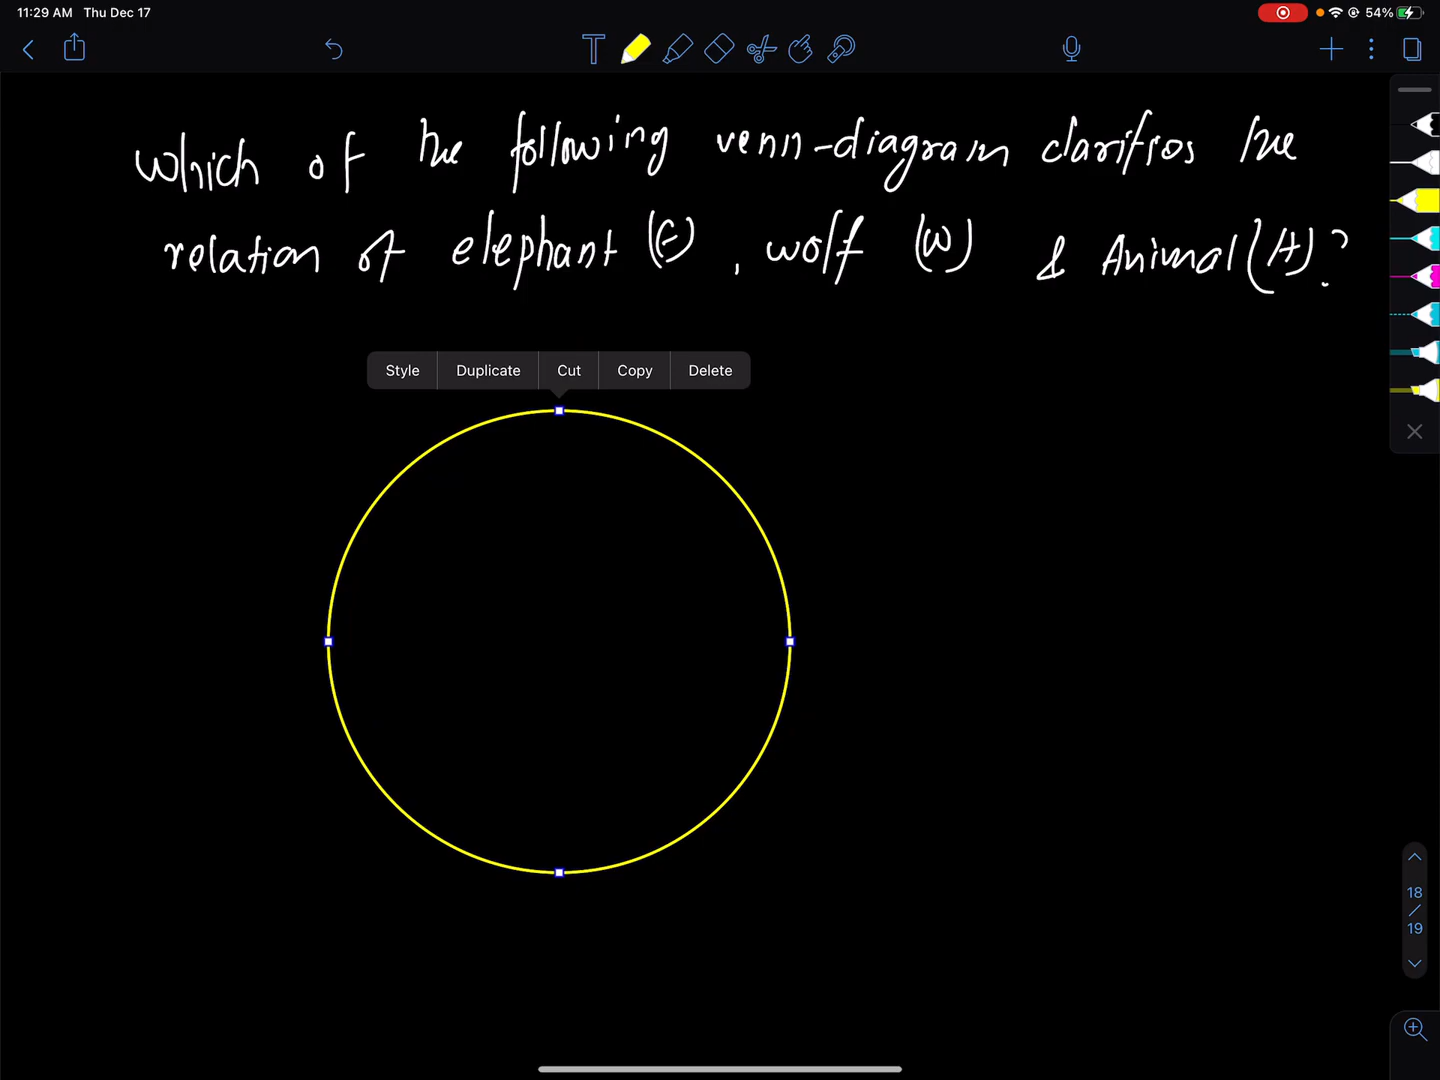 11:29 AM Thu Dec 17
54%
which of the following venn-diagram clarifios the
relation of elephant (E), wolf (W) & Animal (A)?
Style Duplicate Cut Copy Delete
18
/
19